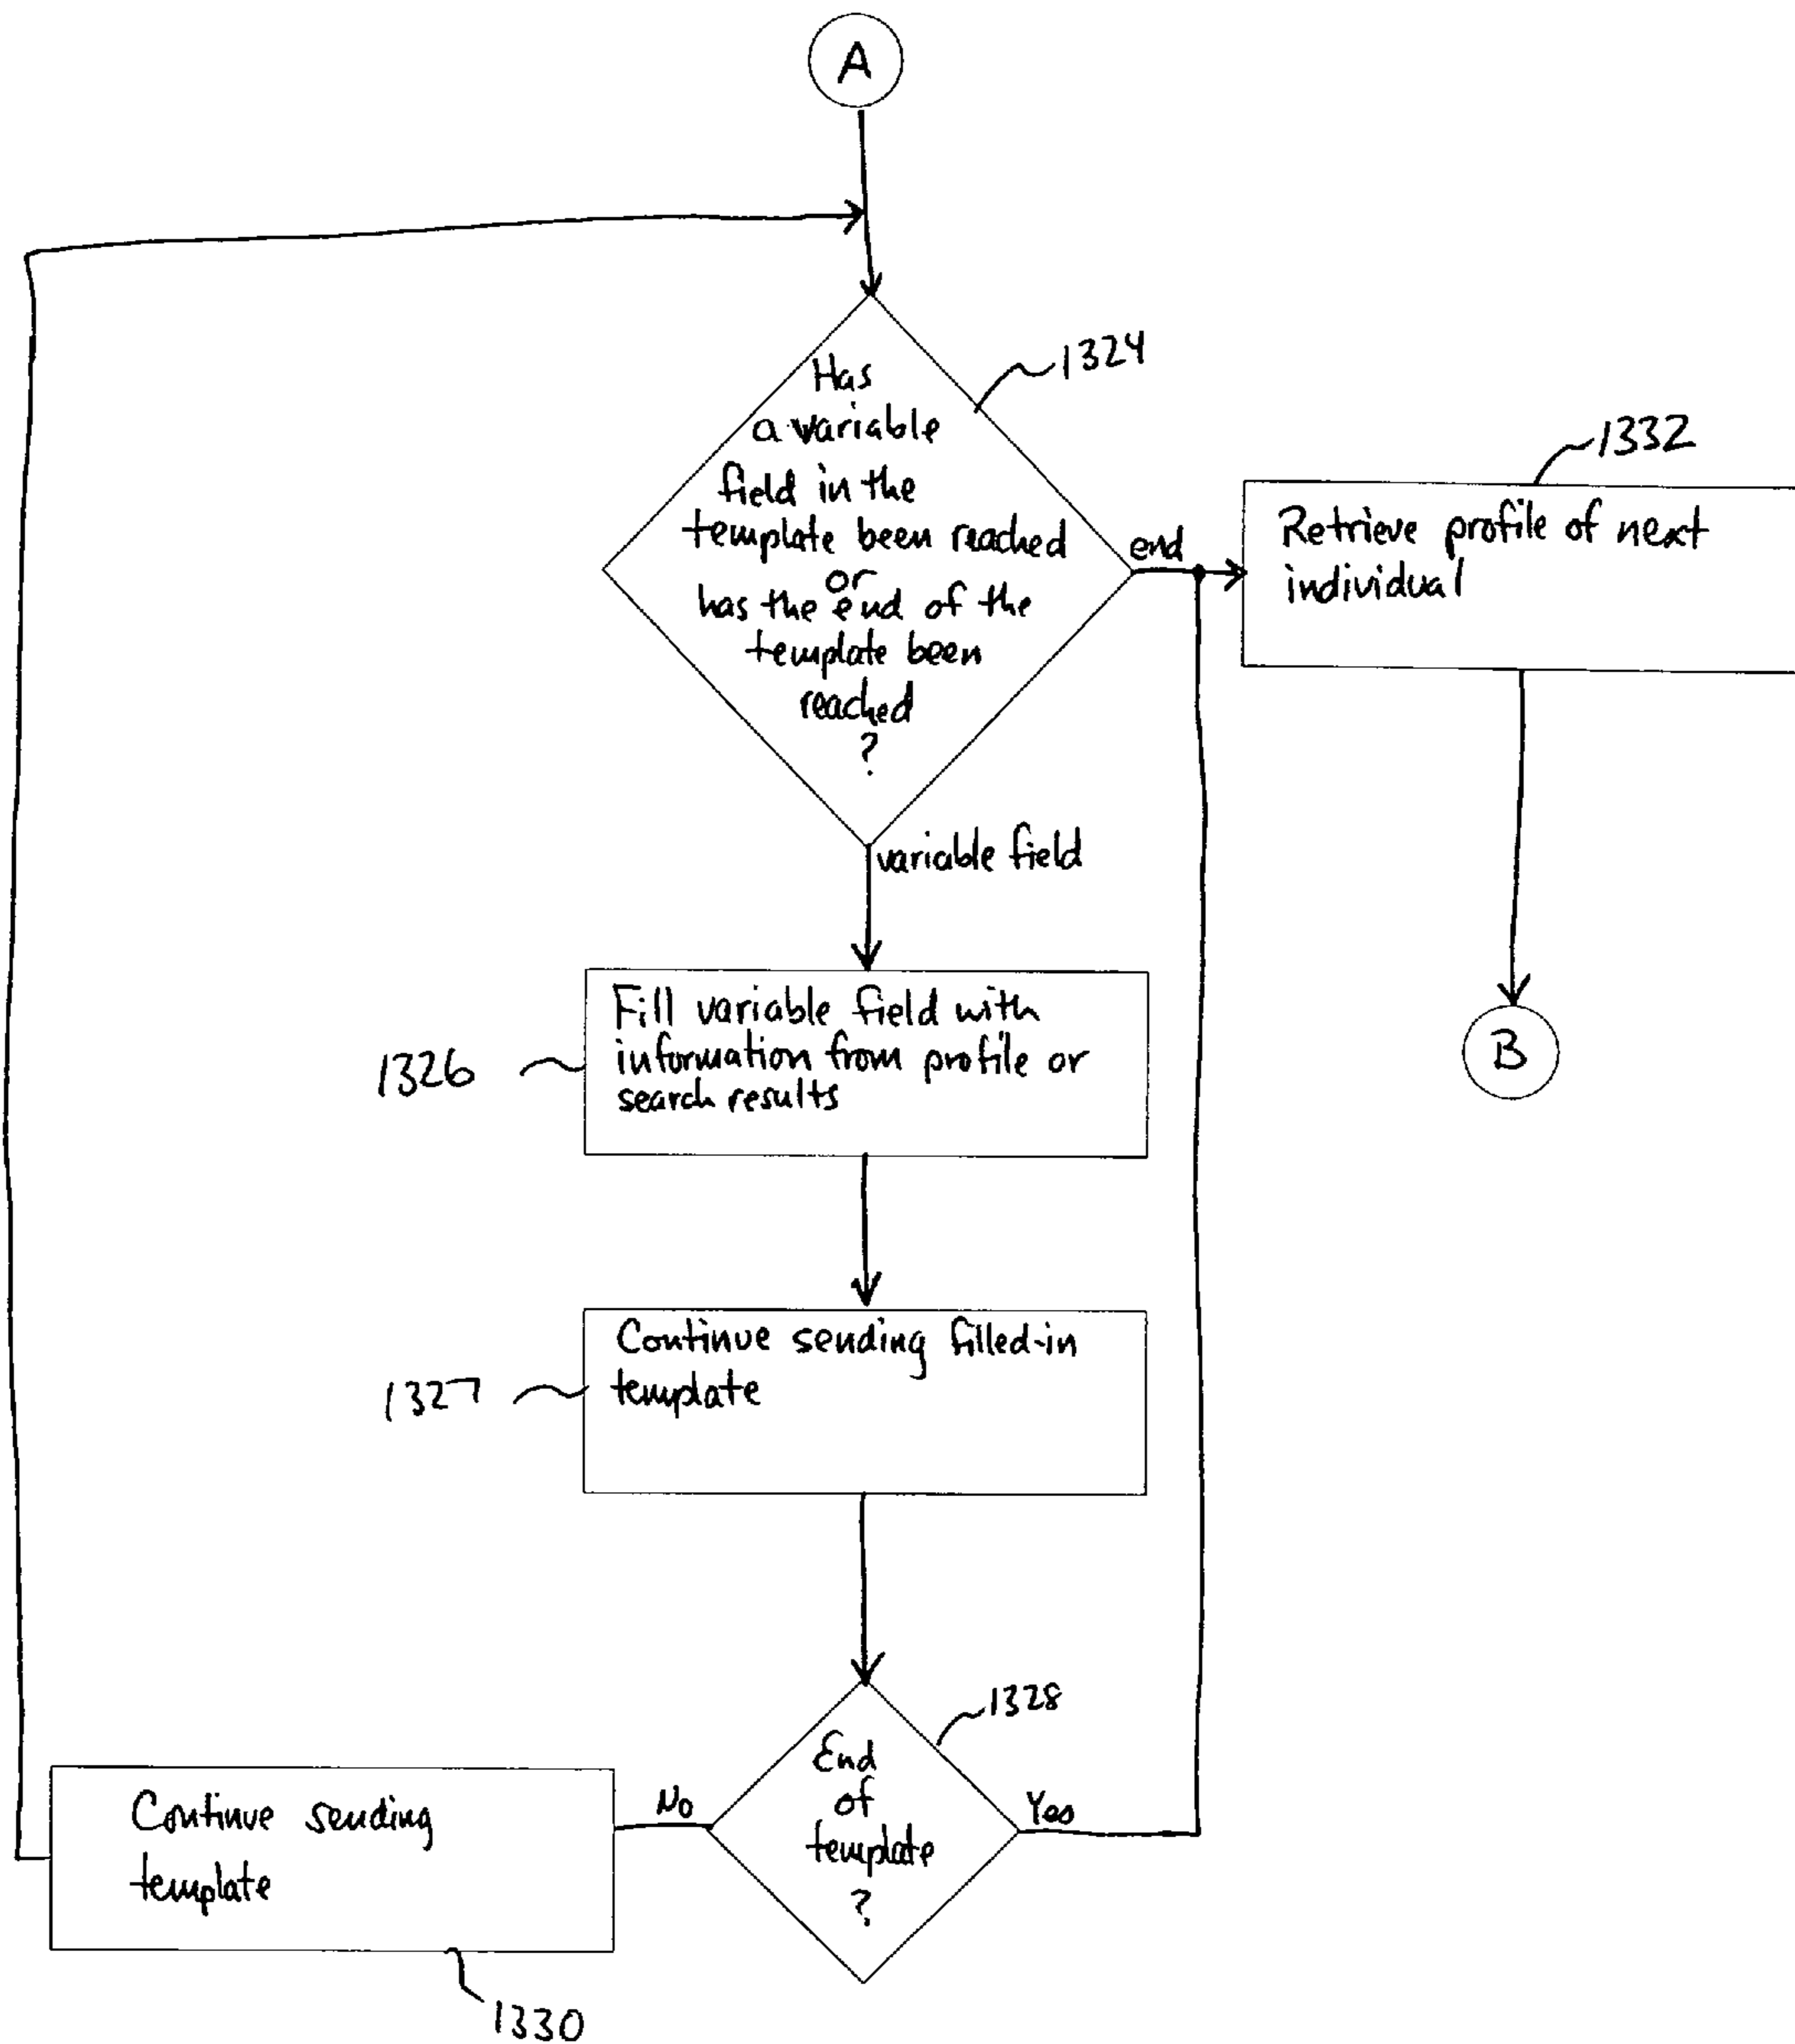 A
1324
Has
a variable
field in the
template been reached
or
has the end of the
template been
reached
?
end
1332
Retrieve profile of next
individual
variable field
B
1326
Fill variable field with
information from profile or
search results
1327
Continue sending filled-in
template
1328
End
of
template
?
No
Yes
Continue sending
template
1330